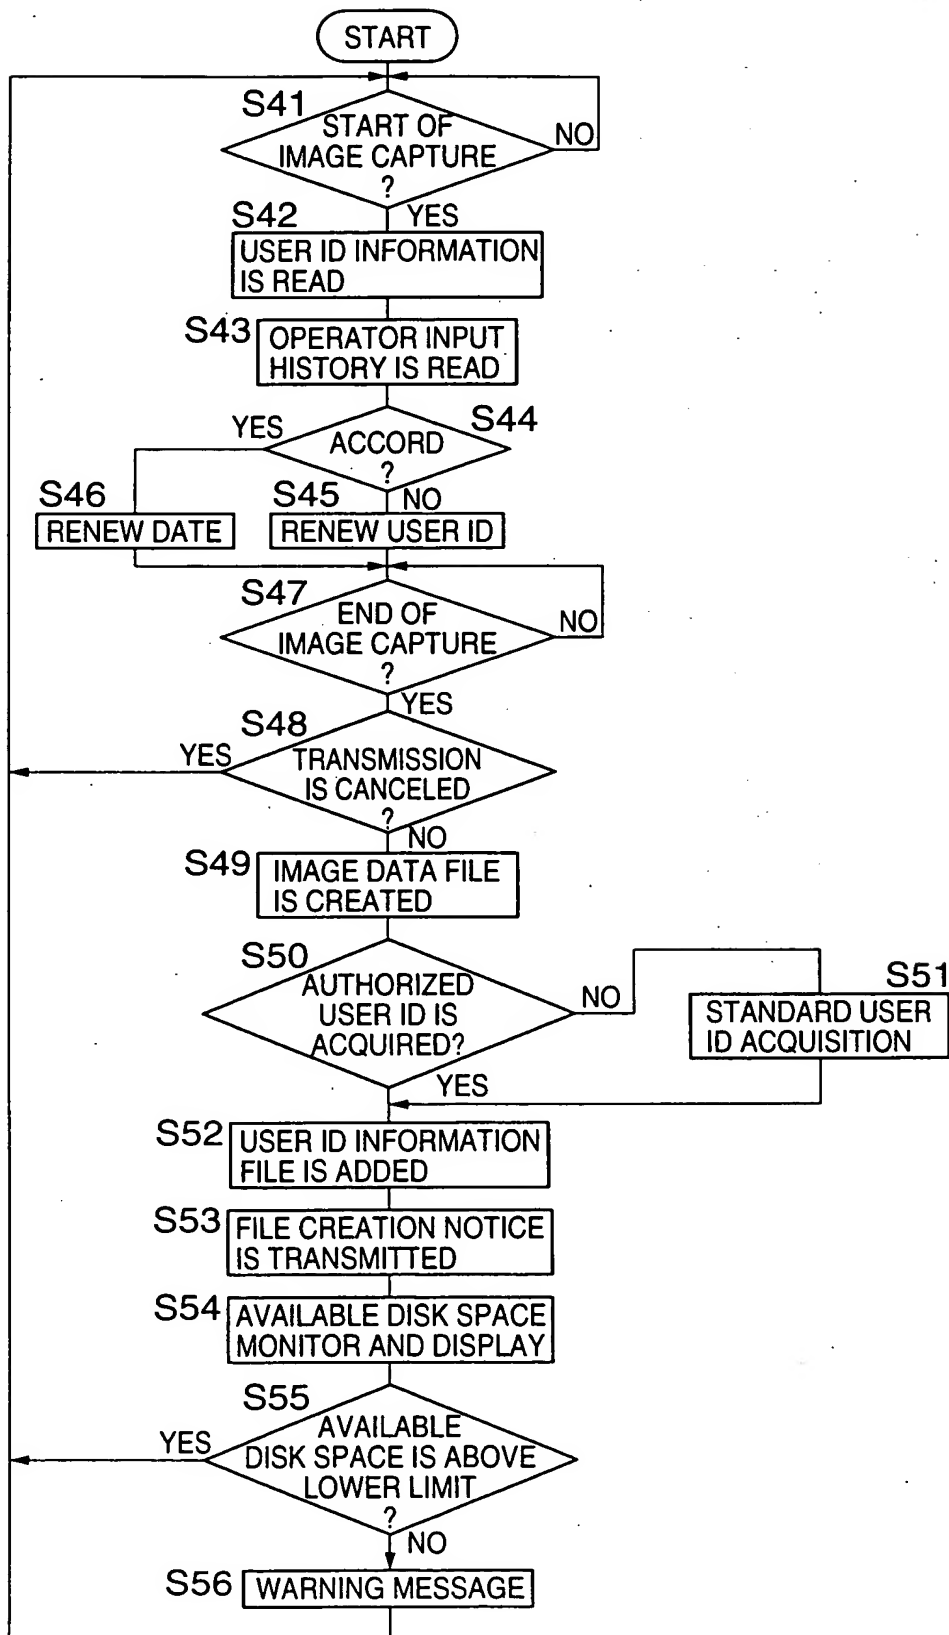 START
S41
START OF
IMAGE CAPTURE
?
NO
YES
S42
USER ID INFORMATION
IS READ
S43
OPERATOR INPUT
HISTORY IS READ
S44
ACCORD
?
YES
NO
S46
RENEW DATE
S45
RENEW USER ID
S47
END OF
IMAGE CAPTURE
?
NO
YES
S48
TRANSMISSION
IS CANCELED
?
YES
NO
S49
IMAGE DATA FILE
IS CREATED
S50
AUTHORIZED
USER ID IS
ACQUIRED?
NO
YES
S51
STANDARD USER
ID ACQUISITION
S52
USER ID INFORMATION
FILE IS ADDED
S53
FILE CREATION NOTICE
IS TRANSMITTED
S54
AVAILABLE DISK SPACE
MONITOR AND DISPLAY
S55
AVAILABLE
DISK SPACE IS ABOVE
LOWER LIMIT
?
YES
NO
S56
WARNING MESSAGE